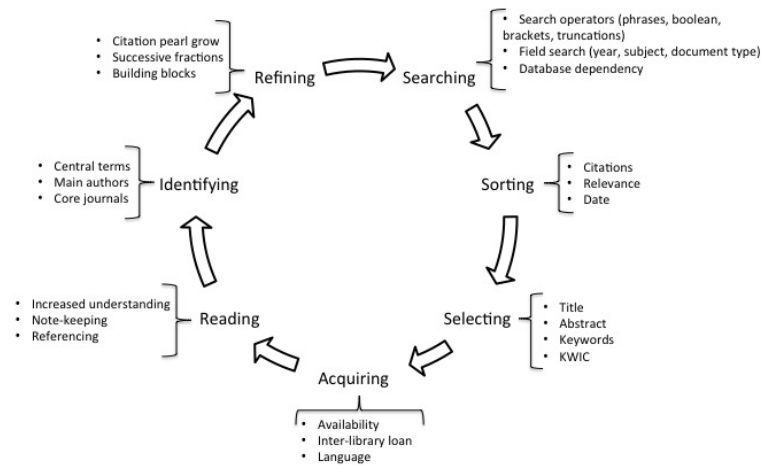 • Search operators (phrases, boolean,
brackets, truncations)
• Field search (year, subject, document type)
• Database dependency
Searching
• Citations
• Relevance
• Date
Sorting
• Title
• Abstract
• Keywords
• KWIC
Selecting
Acquiring
• Availability
• Inter-library loan
• Language
Reading
• Increased understanding
• Note-keeping
• Referencing
Identifying
• Central terms
• Main authors
• Core journals
Refining
• Citation pearl grow
• Successive fractions
• Building blocks